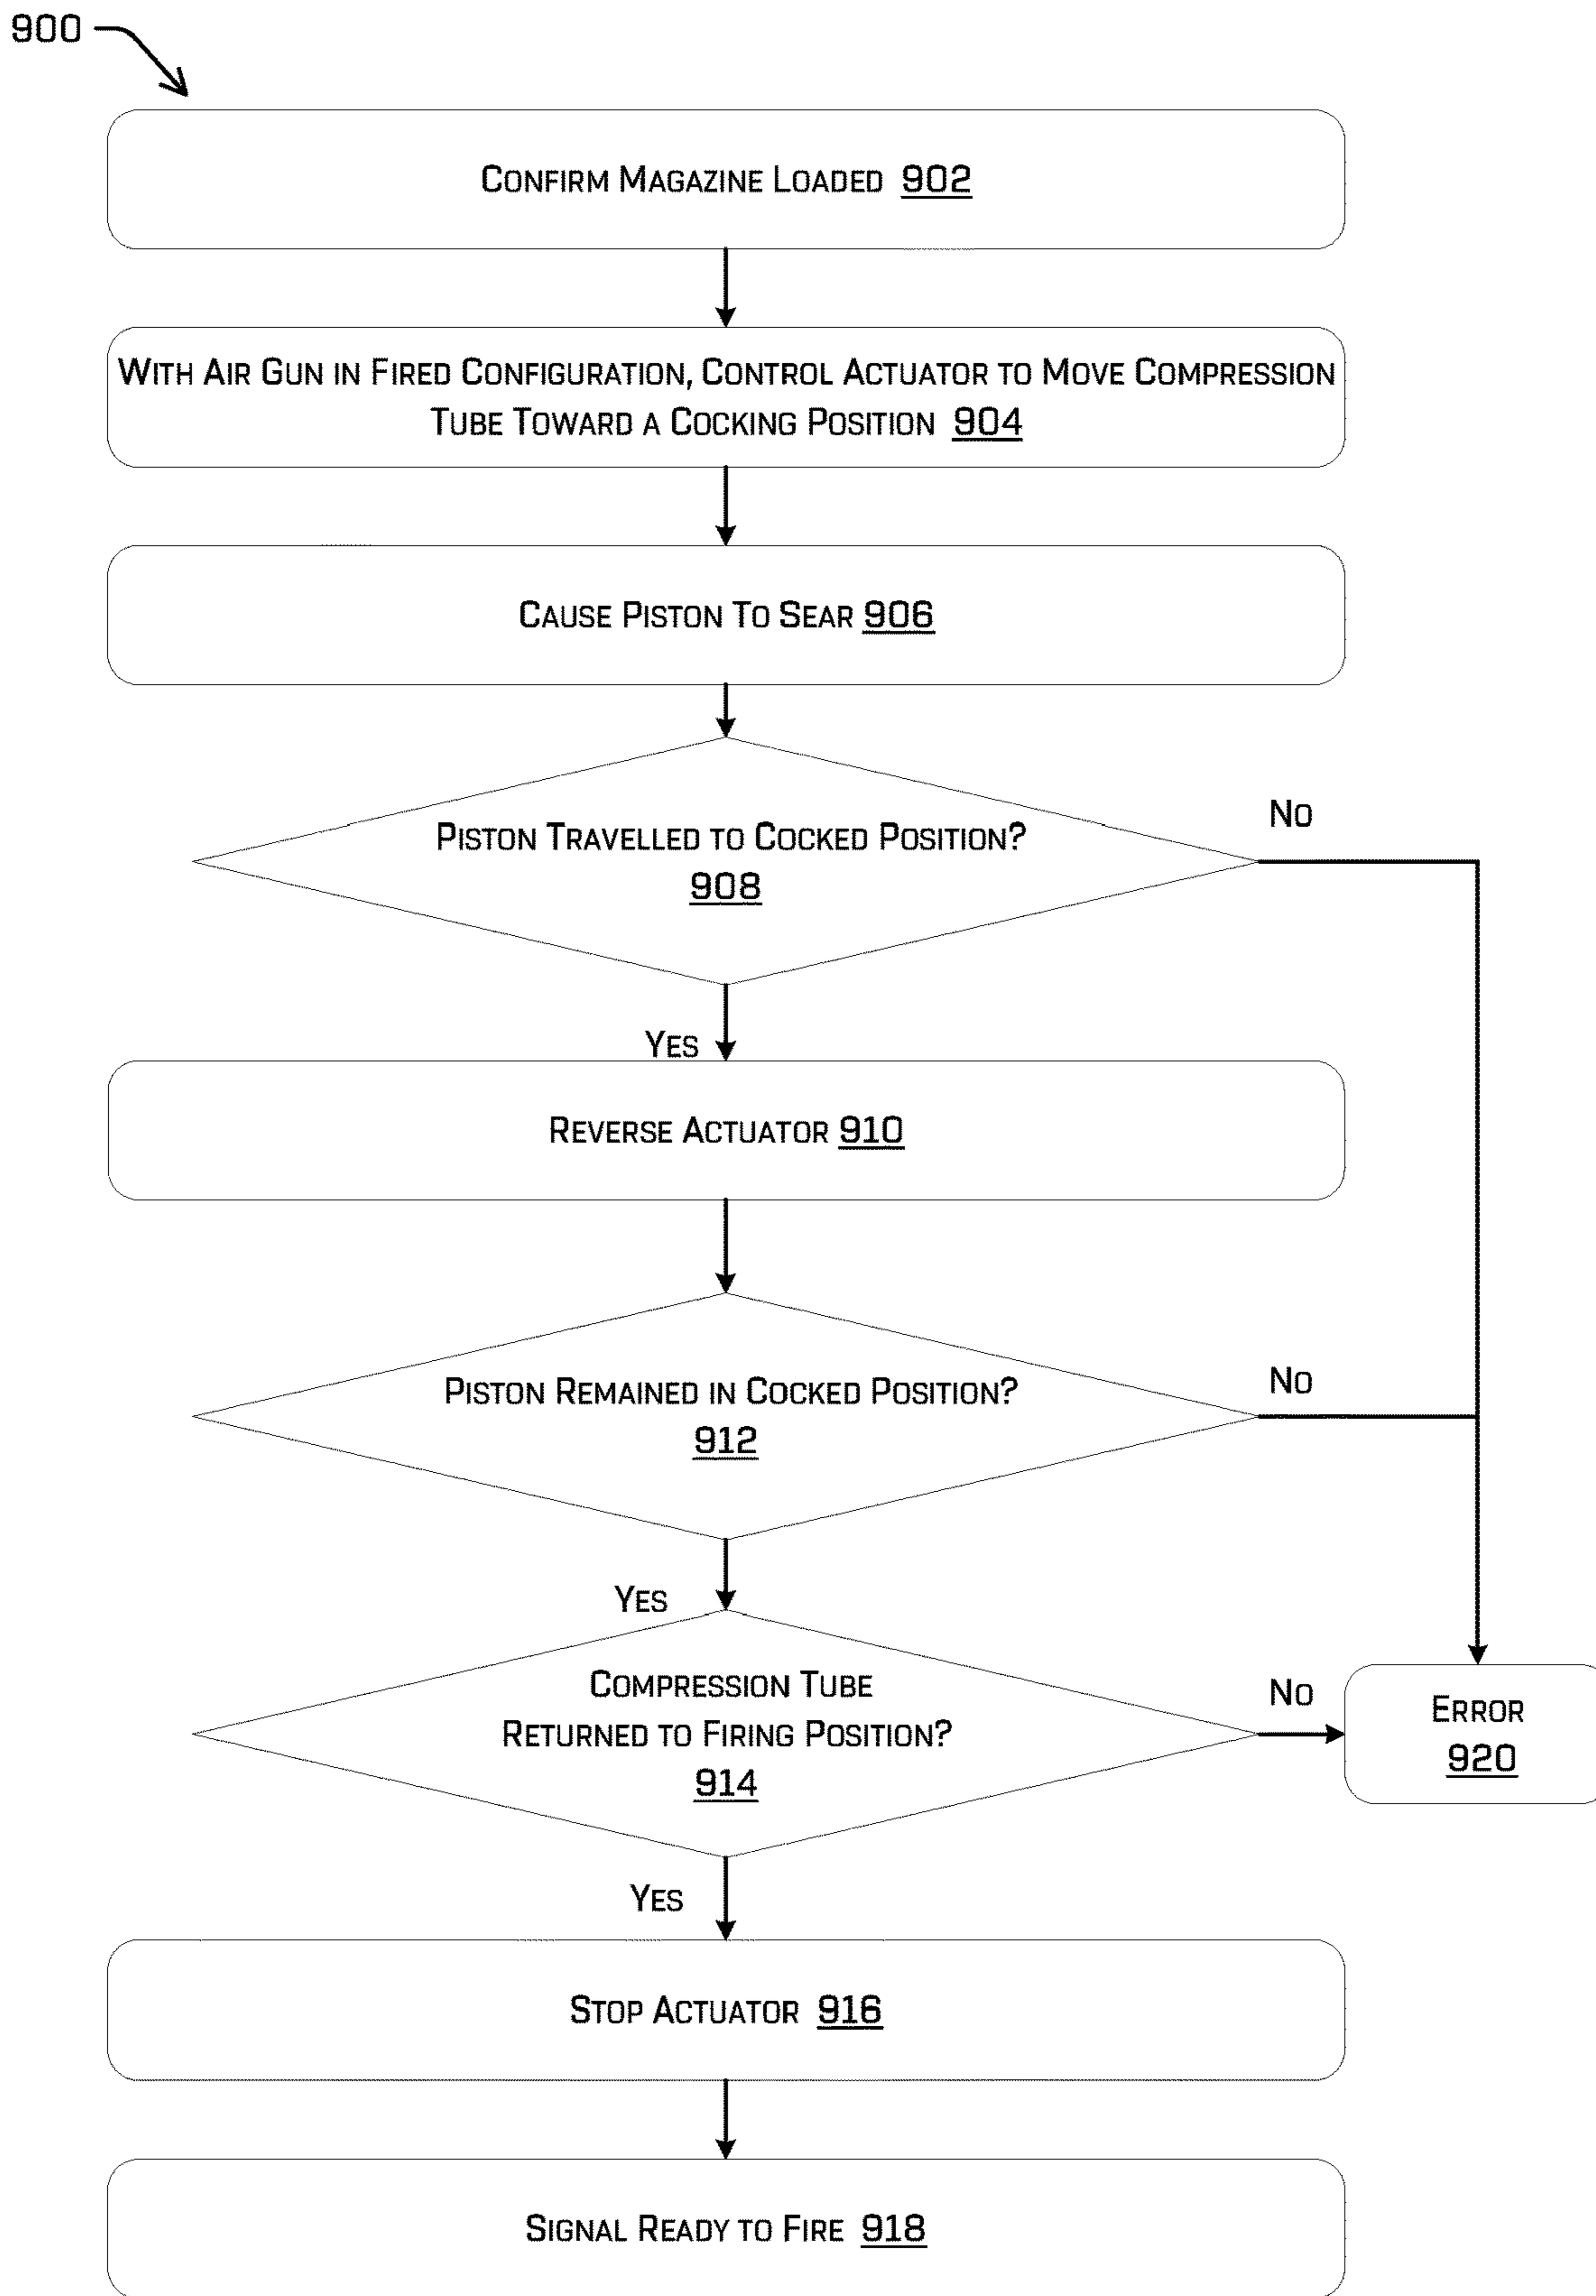 900
Confirm Magazine Loaded 902
With Air Gun in Fired Configuration, Control Actuator to Move Compression
Tube Toward a Cocking Position 904
Cause Piston To Sear 906
Piston Travelled to Cocked Position?
908
No
Yes
Reverse Actuator 910
Piston Remained in Cocked Position?
912
No
Yes
Compression Tube
Returned to Firing Position?
914
No
Error
920
Yes
Stop Actuator 916
Signal Ready to Fire 918